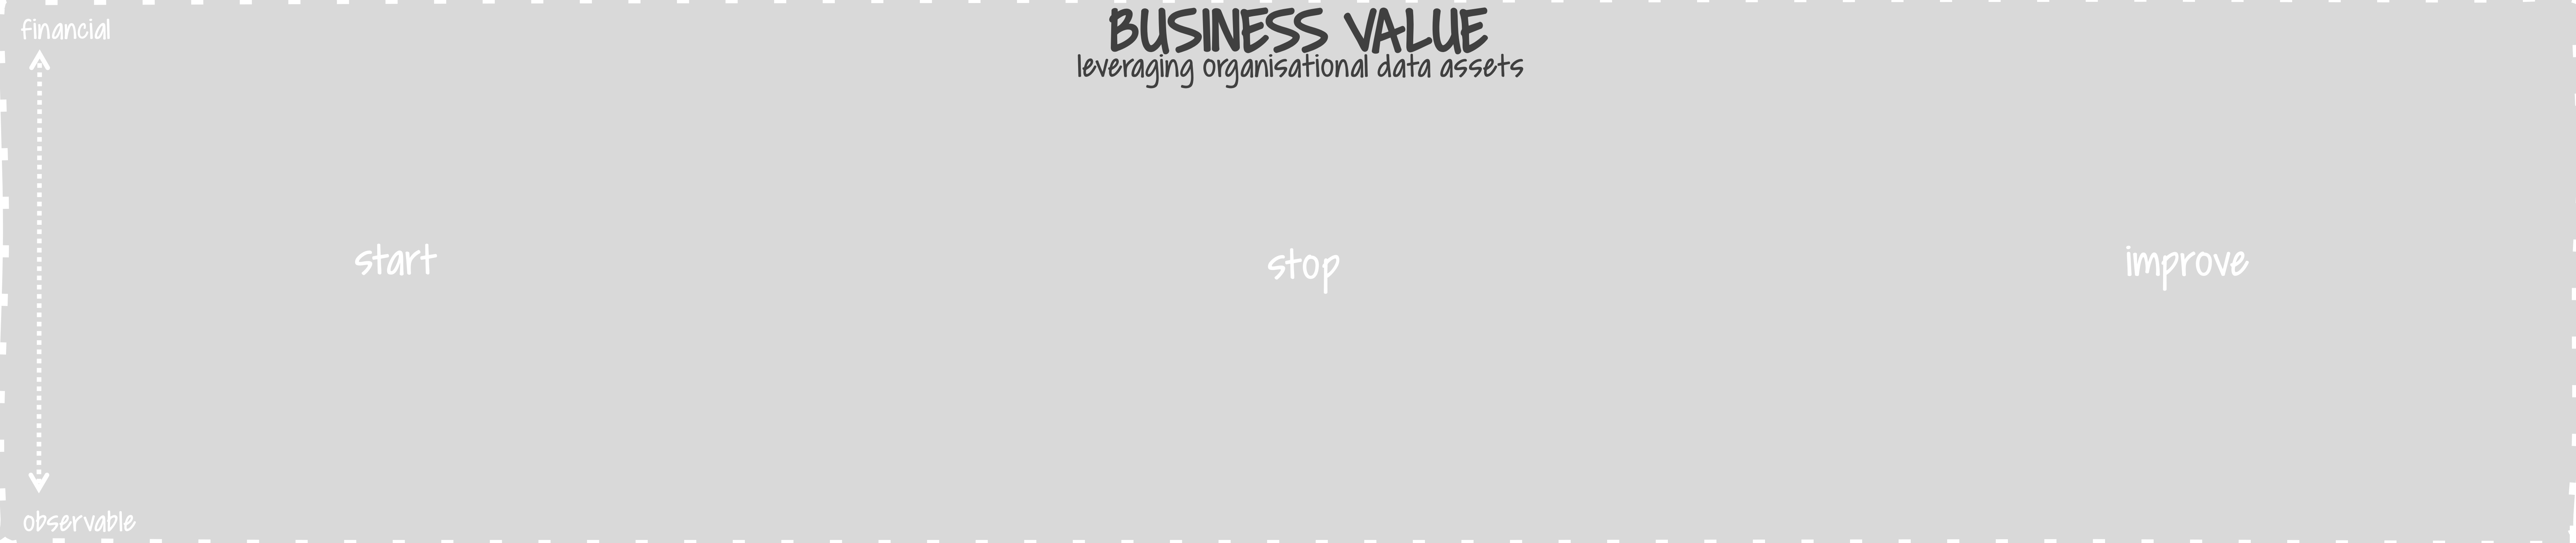 financial
BUSINESS VALUE
leveraging organisational data assets
start
stop
improve
observable